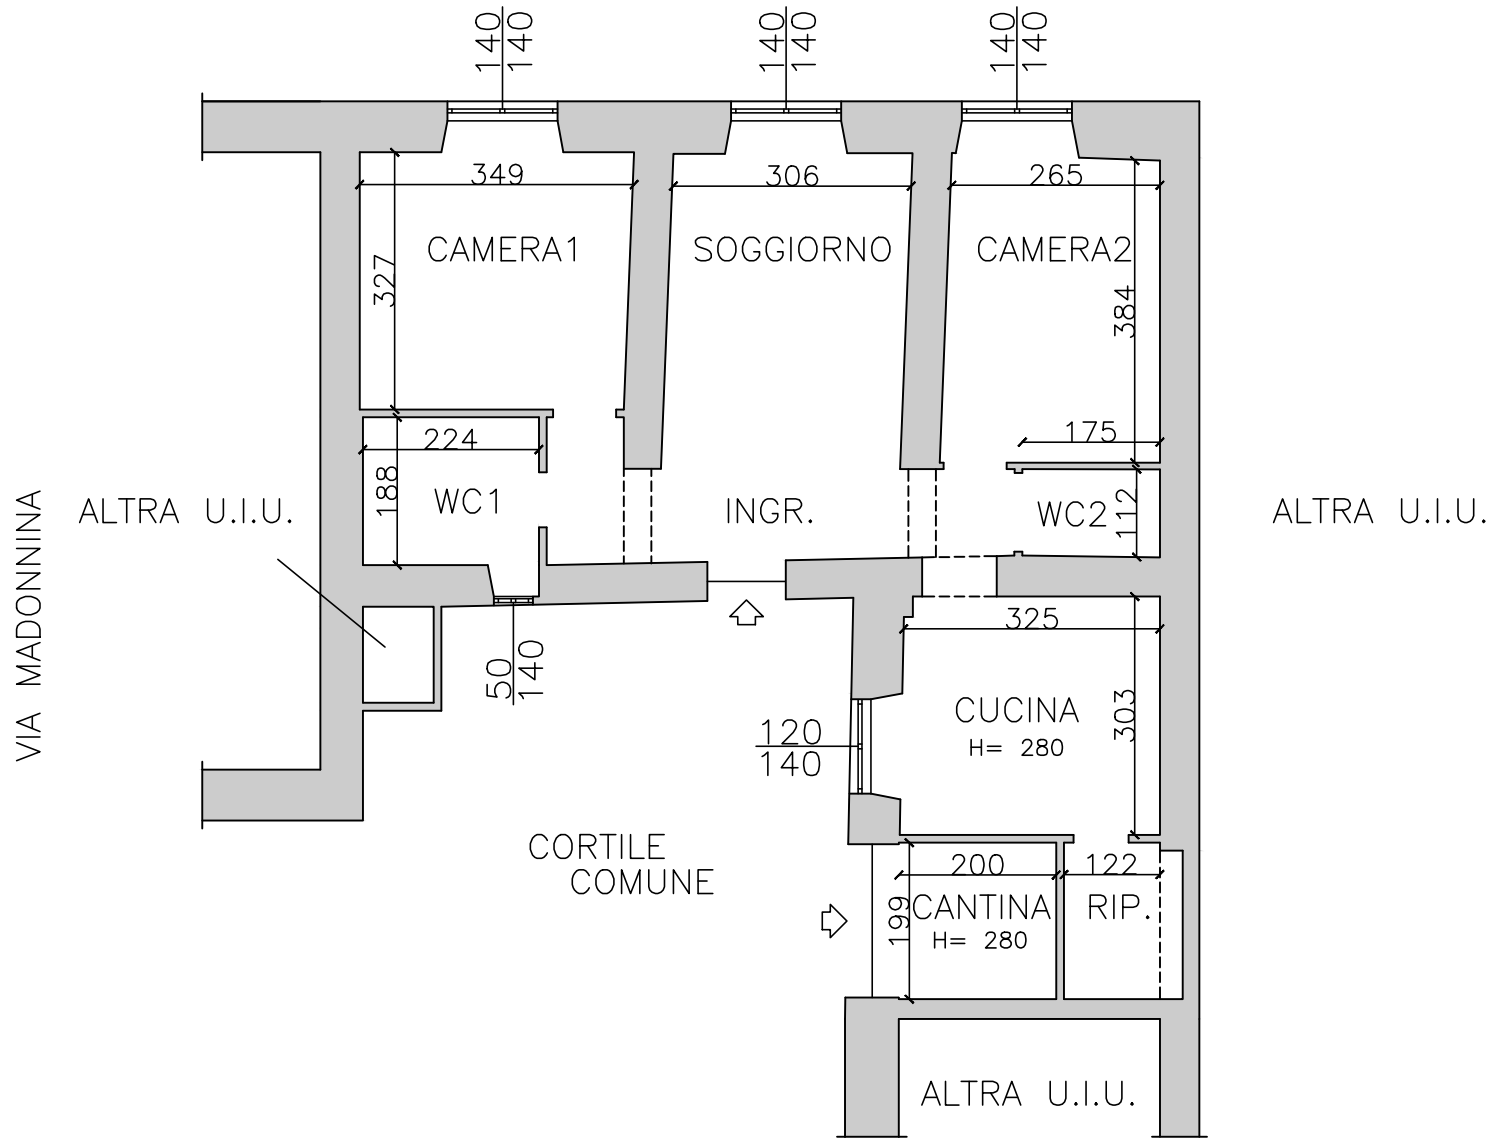 140
140
140
140
140
140
349
306
265
CAMERA1
SOGGIORNO
CAMERA2
327
384
224
175
188
WC1
INGR.
WC2
112
ALTRA U.I.U.
ALTRA U.I.U.
VIA MADONNINA
325
50
140
CUCINA
H= 280
303
120
140
CORTILE
COMUNE
200
122
199
CANTINA
H= 280
RIP.
ALTRA U.I.U.